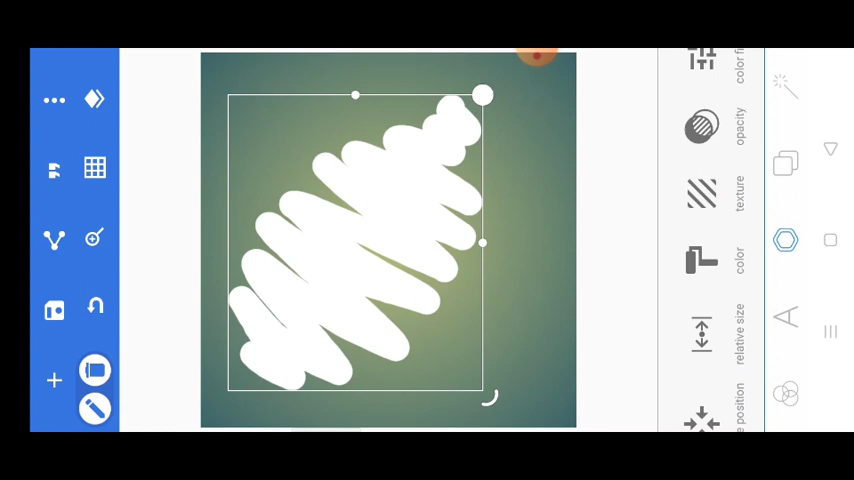 color fi
opacity
texture
color
relative size
e position